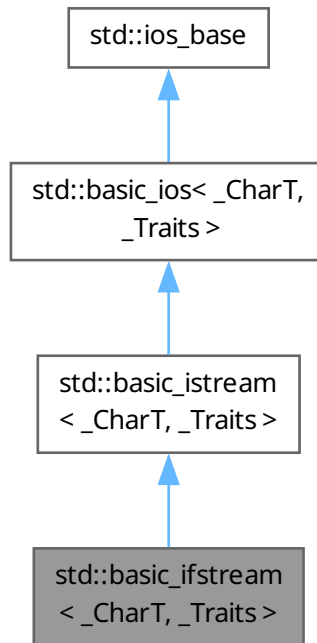 std::ios_base
std::basic_ios< _CharT,
_Traits >
std::basic_istream
< _CharT, _Traits >
std::basic_ifstream
< _CharT, _Traits >